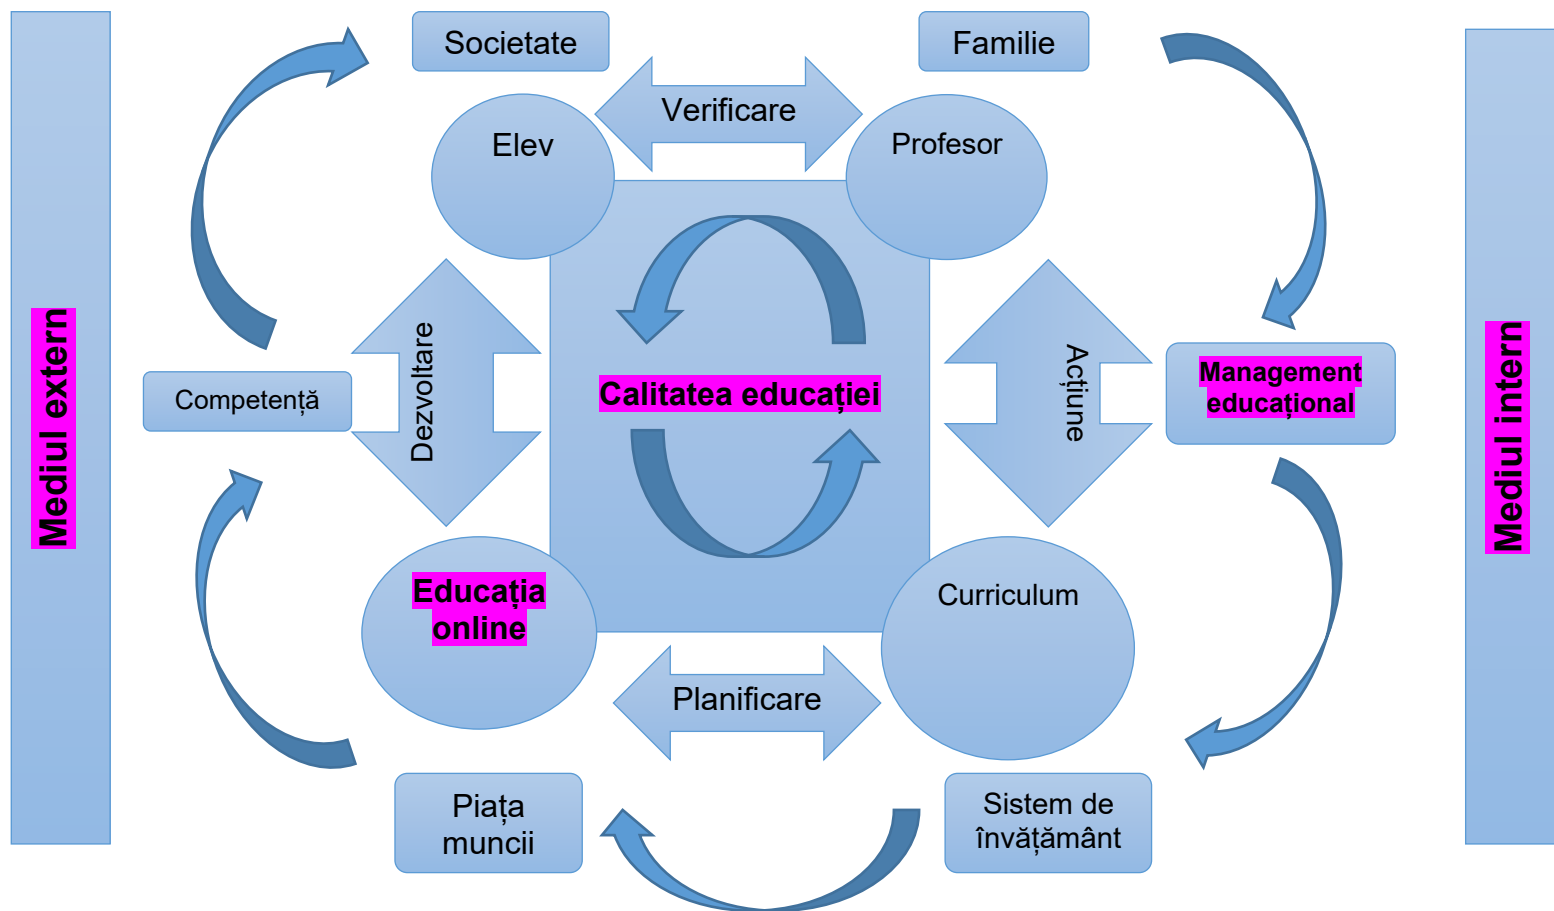 Societate
Familie
Verificare
Elev
Profesor
Mediul extern
Dezvoltare
Acțiune
Mediul intern
Competență
Calitatea educației
Management
educațional
Educația
online
Curriculum
Planificare
Piața
muncii
Sistem de
învățământ